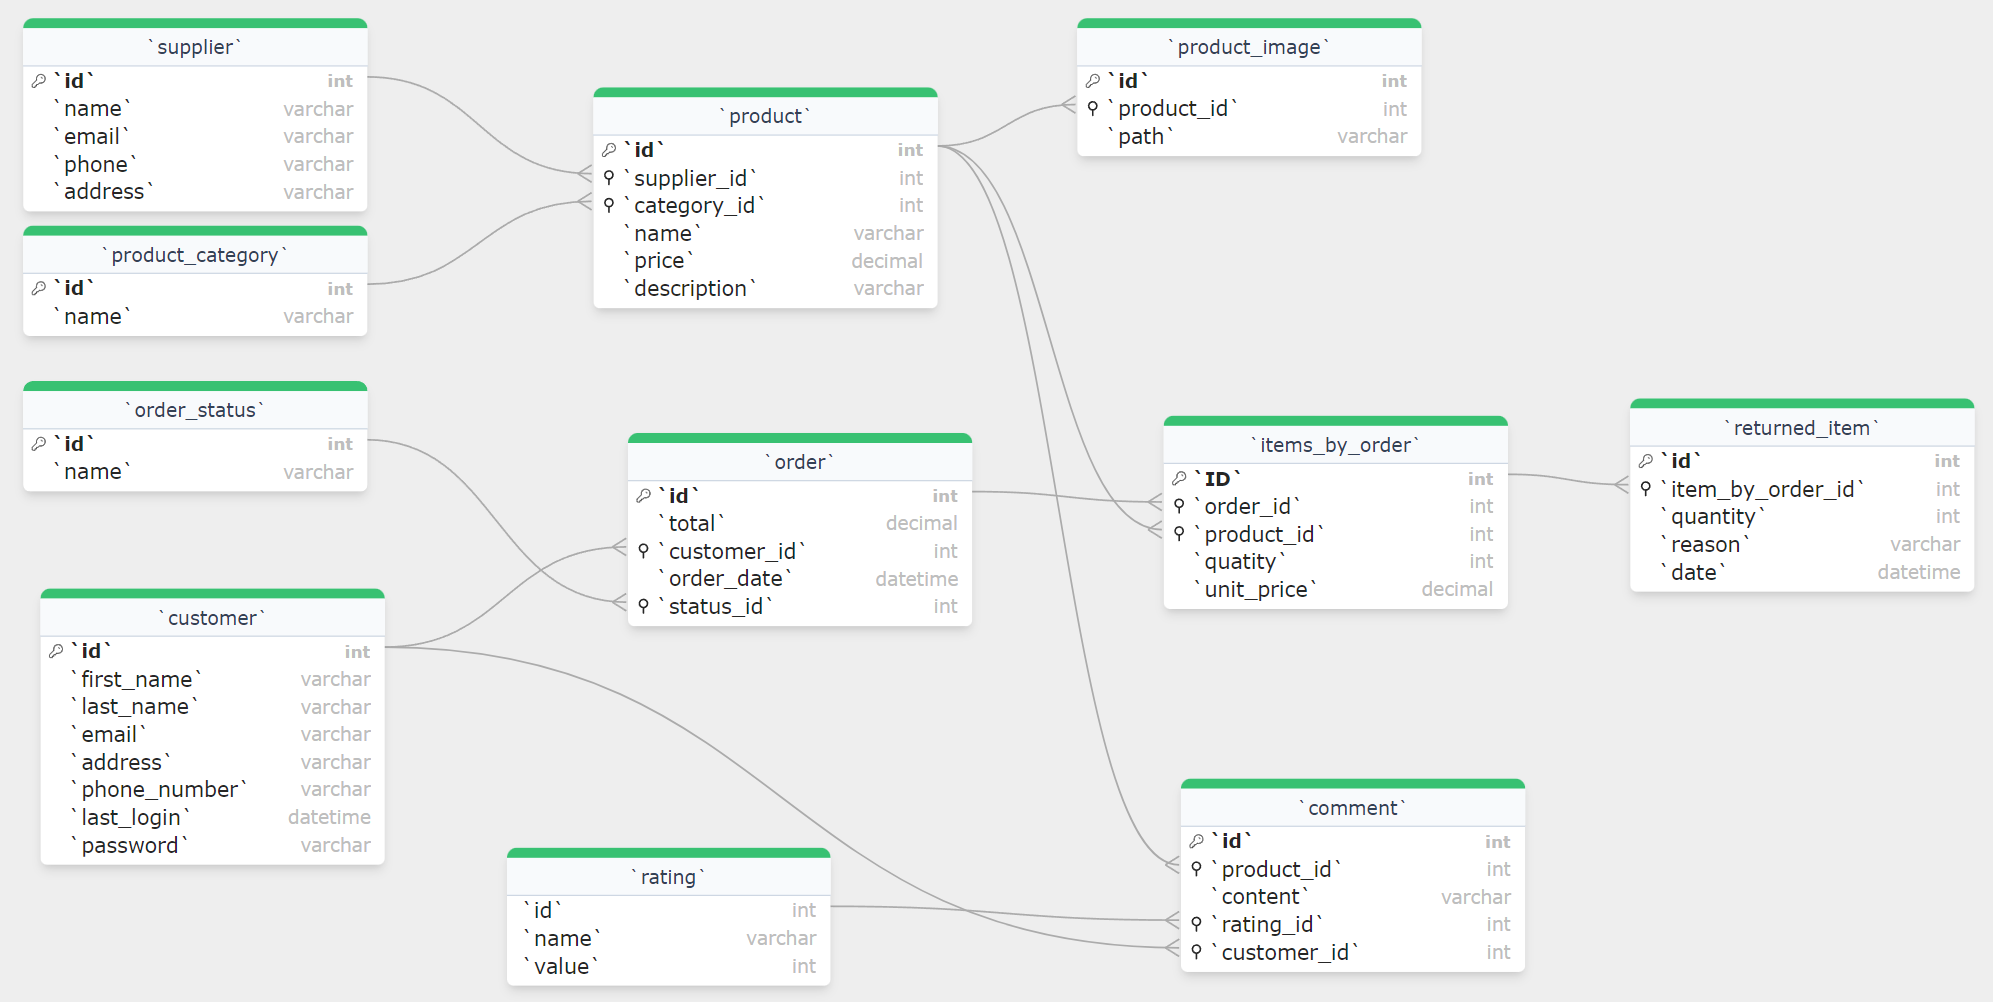 `supplier`
`id` int
`name` varchar
`email` varchar
`phone` varchar
`address` varchar
`product_category`
`id` int
`name` varchar
`order_status`
`id` int
`name` varchar
`customer`
`id` int
`first_name` varchar
`last_name` varchar
`email` varchar
`address` varchar
`phone_number` varchar
`last_login` datetime
`password` varchar
`product`
`id` int
`supplier_id` int
`category_id` int
`name` varchar
`price` decimal
`description` varchar
`order`
`id` int
`total` decimal
`customer_id` int
`order_date` datetime
`status_id` int
`rating`
`id` int
`name` varchar
`value` int
`product_image`
`id` int
`product_id` int
`path` varchar
`items_by_order`
`ID` int
`order_id` int
`product_id` int
`quatity` int
`unit_price` decimal
`comment`
`id` int
`product_id` int
`content` varchar
`rating_id` int
`customer_id` int
`returned_item`
`id` int
`item_by_order_id` int
`quantity` int
`reason` varchar
`date` datetime